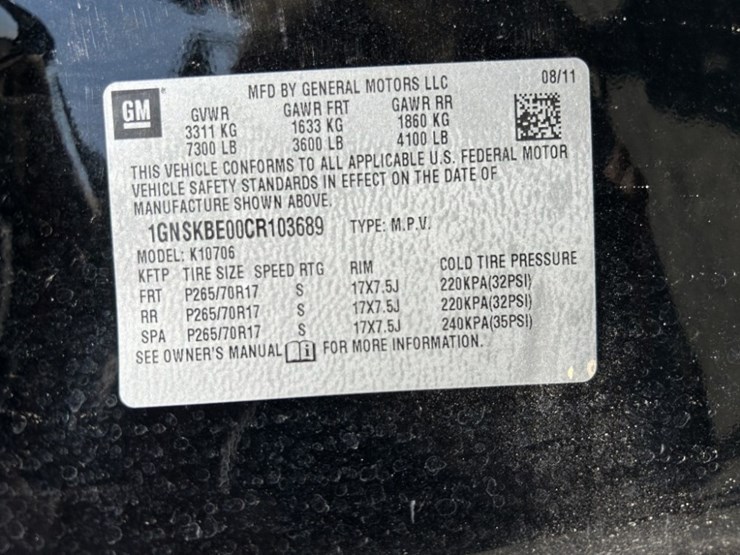 MFD BY GENERAL MOTORS LLC 08/11
GM
GVWR GAWR FRT GAWR RR
3311 KG 1633 KG 1860 KG
7300 LB 3600 LB 4100 LB
THIS VEHICLE CONFORMS TO ALL APPLICABLE U.S. FEDERAL MOTOR
VEHICLE SAFETY STANDARDS IN EFFECT ON THE DATE OF
MANUFACTURE SHOWN ABOVE.
1GNSKBE00CR103689 TYPE: M.P.V.
MODEL: K10706
KFTP TIRE SIZE SPEED RTG RIM COLD TIRE PRESSURE
FRT P265/70R17 S 17X7.5J 220KPA(32PSI)
RR P265/70R17 S 17X7.5J 220KPA(32PSI)
SPA P265/70R17 S 17X7.5J 240KPA(35PSI)
SEE OWNER'S MANUAL i FOR MORE INFORMATION.